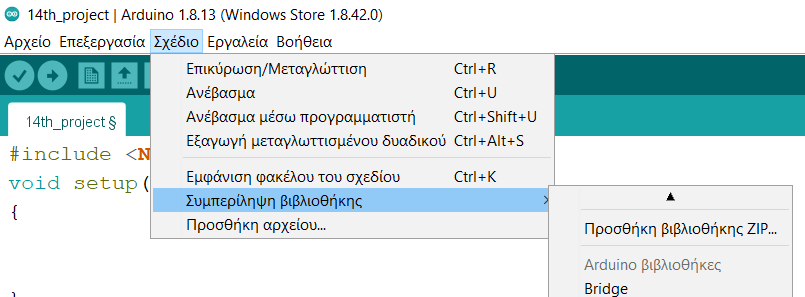 14th_project | Arduino 1.8.13 (Windows Store 1.8.42.0)
Αρχείο Επεξεργασία Σχέδιο Εργαλεία Βοήθεια
Επικύρωση/Μεταγλώττιση Ctrl+R
Ανέβασμα Ctrl+U
Ανέβασμα μέσω προγραμματιστή Ctrl+Shift+U
Εξαγωγή μεταγλωττισμένου δυαδικού Ctrl+Alt+S
Εμφάνιση φακέλου του σχεδίου Ctrl+K
Συμπερίληψη βιβλιοθήκης
Προσθήκη αρχείου...
Προσθήκη βιβλιοθήκης ZIP...
Arduino βιβλιοθήκες
Bridge
14th_project §
#include <N
void setup(
{
}